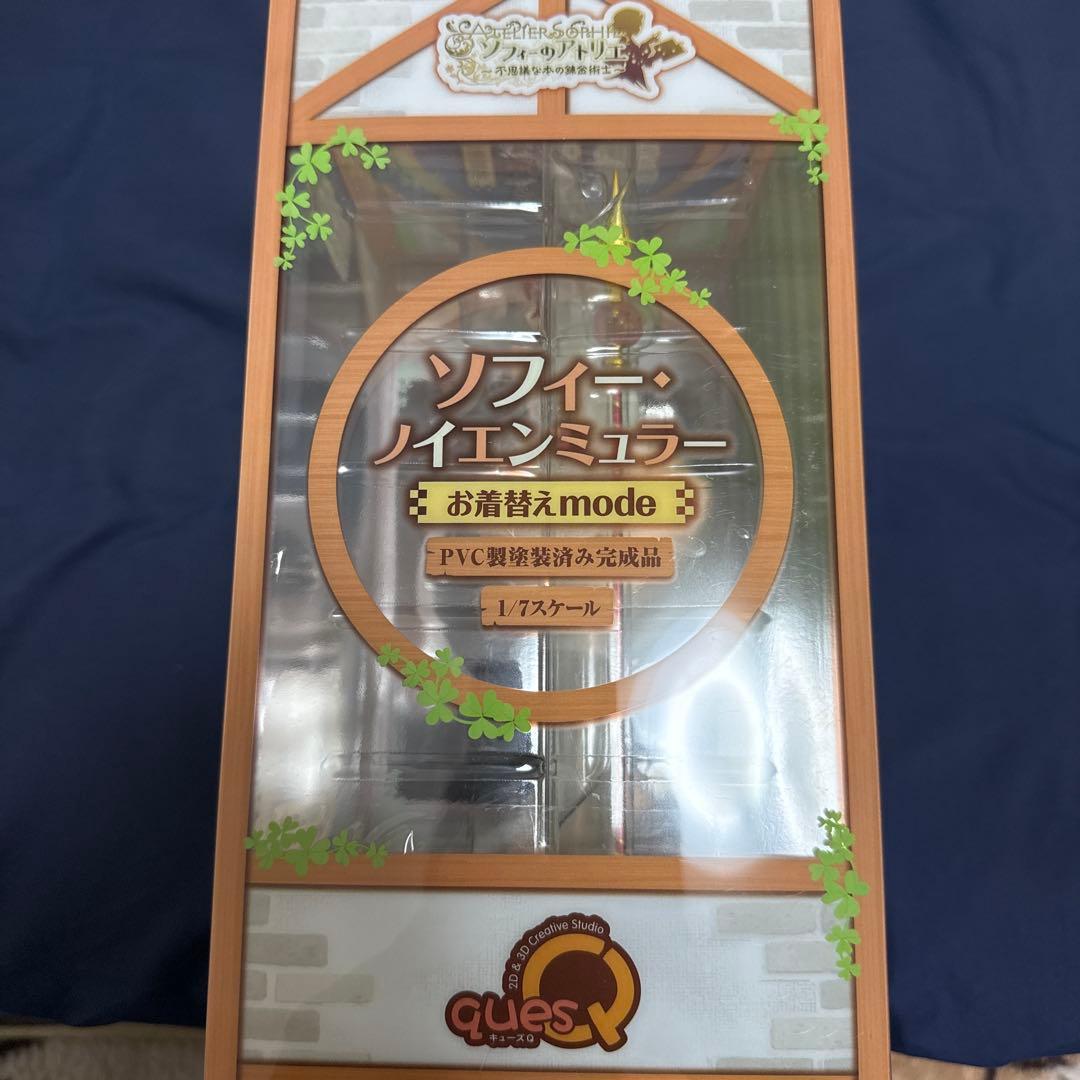 ATELIER SOPHIE
ソフィーのアトリエ
～不思議な本の錬金術士～
ソフィー・
ノイエンミュラー
お着替えmode
PVC製塗装済み完成品
1/7スケール
2D & 3D Creative Studio
quesQ
キューズQ